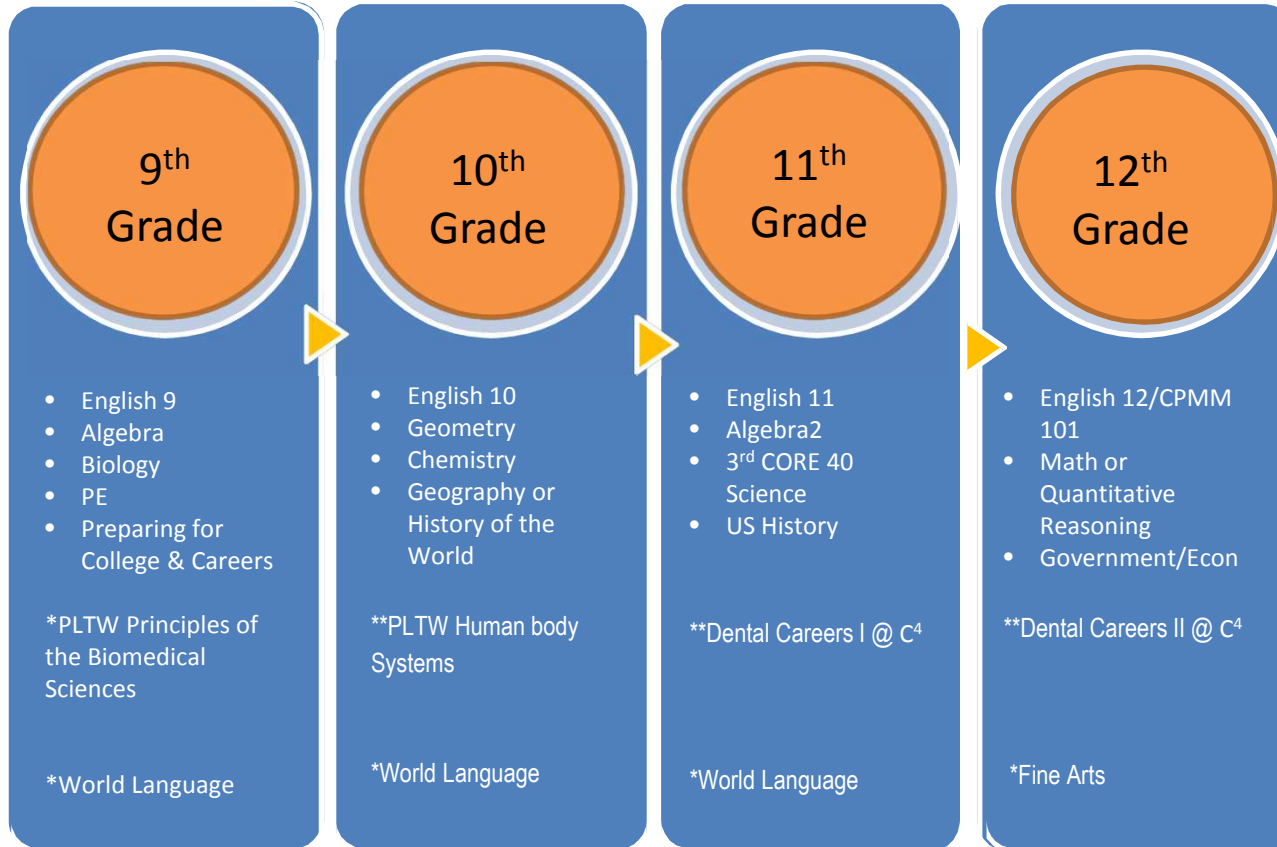 9th
Grade
• English 9
• Algebra
• Biology
• PE
• Preparing for
College & Careers
*PLTW Principles of
the Biomedical
Sciences
*World Language
10th
Grade
• English 10
• Geometry
• Chemistry
• Geography or
History of the
World
**PLTW Human body
Systems
*World Language
11th
Grade
• English 11
• Algebra2
• 3rd CORE 40
Science
• US History
**Dental Careers I @ C4
*World Language
12th
Grade
• English 12/CPMM
101
• Math or
Quantitative
Reasoning
• Government/Econ
**Dental Careers II @ C4
*Fine Arts